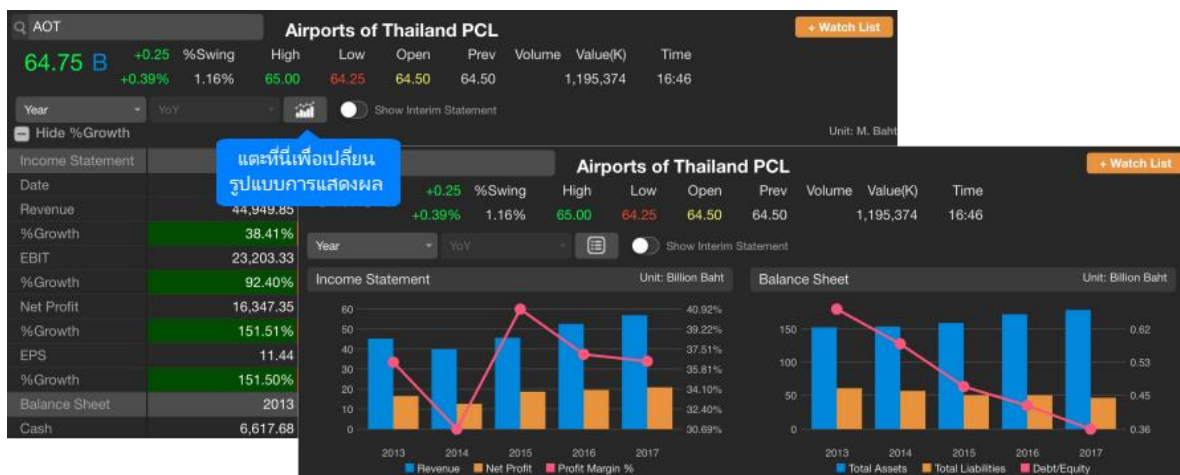 AOT
Airports of Thailand PCL
+ Watch List
64.75 B +0.25 %Swing High Low Open Prev Volume Value(K) Time
+0.39% 1.16% 65.00 64.25 64.50 64.50 1,195,374 16:46
Year YoY Show Interim Statement
Hide %Growth Unit: M. Baht
แตะที่นี่เพื่อเปลี่ยน
รูปแบบการแสดงผล
Income Statement
Date
Revenue 44,949.85
%Growth 38.41%
EBIT 23,203.33
%Growth 92.40%
Net Profit 16,347.35
%Growth 151.51%
EPS 11.44
%Growth 151.50%
Balance Sheet 2013
Cash 6,617.68
Airports of Thailand PCL
+ Watch List
+0.25 %Swing High Low Open Prev Volume Value(K) Time
+0.39% 1.16% 65.00 64.25 64.50 64.50 1,195,374 16:46
Year YoY Show Interim Statement
Income Statement Unit: Billion Baht
60 40.92%
50 39.22%
40 37.51%
30 35.81%
20 34.10%
10 32.40%
0 30.69%
2013 2014 2015 2016 2017
Revenue Net Profit Profit Margin %
Balance Sheet Unit: Billion Baht
150 0.62
100 0.53
50 0.45
0 0.36
2013 2014 2015 2016 2017
Total Assets Total Liabilities Debt/Equity